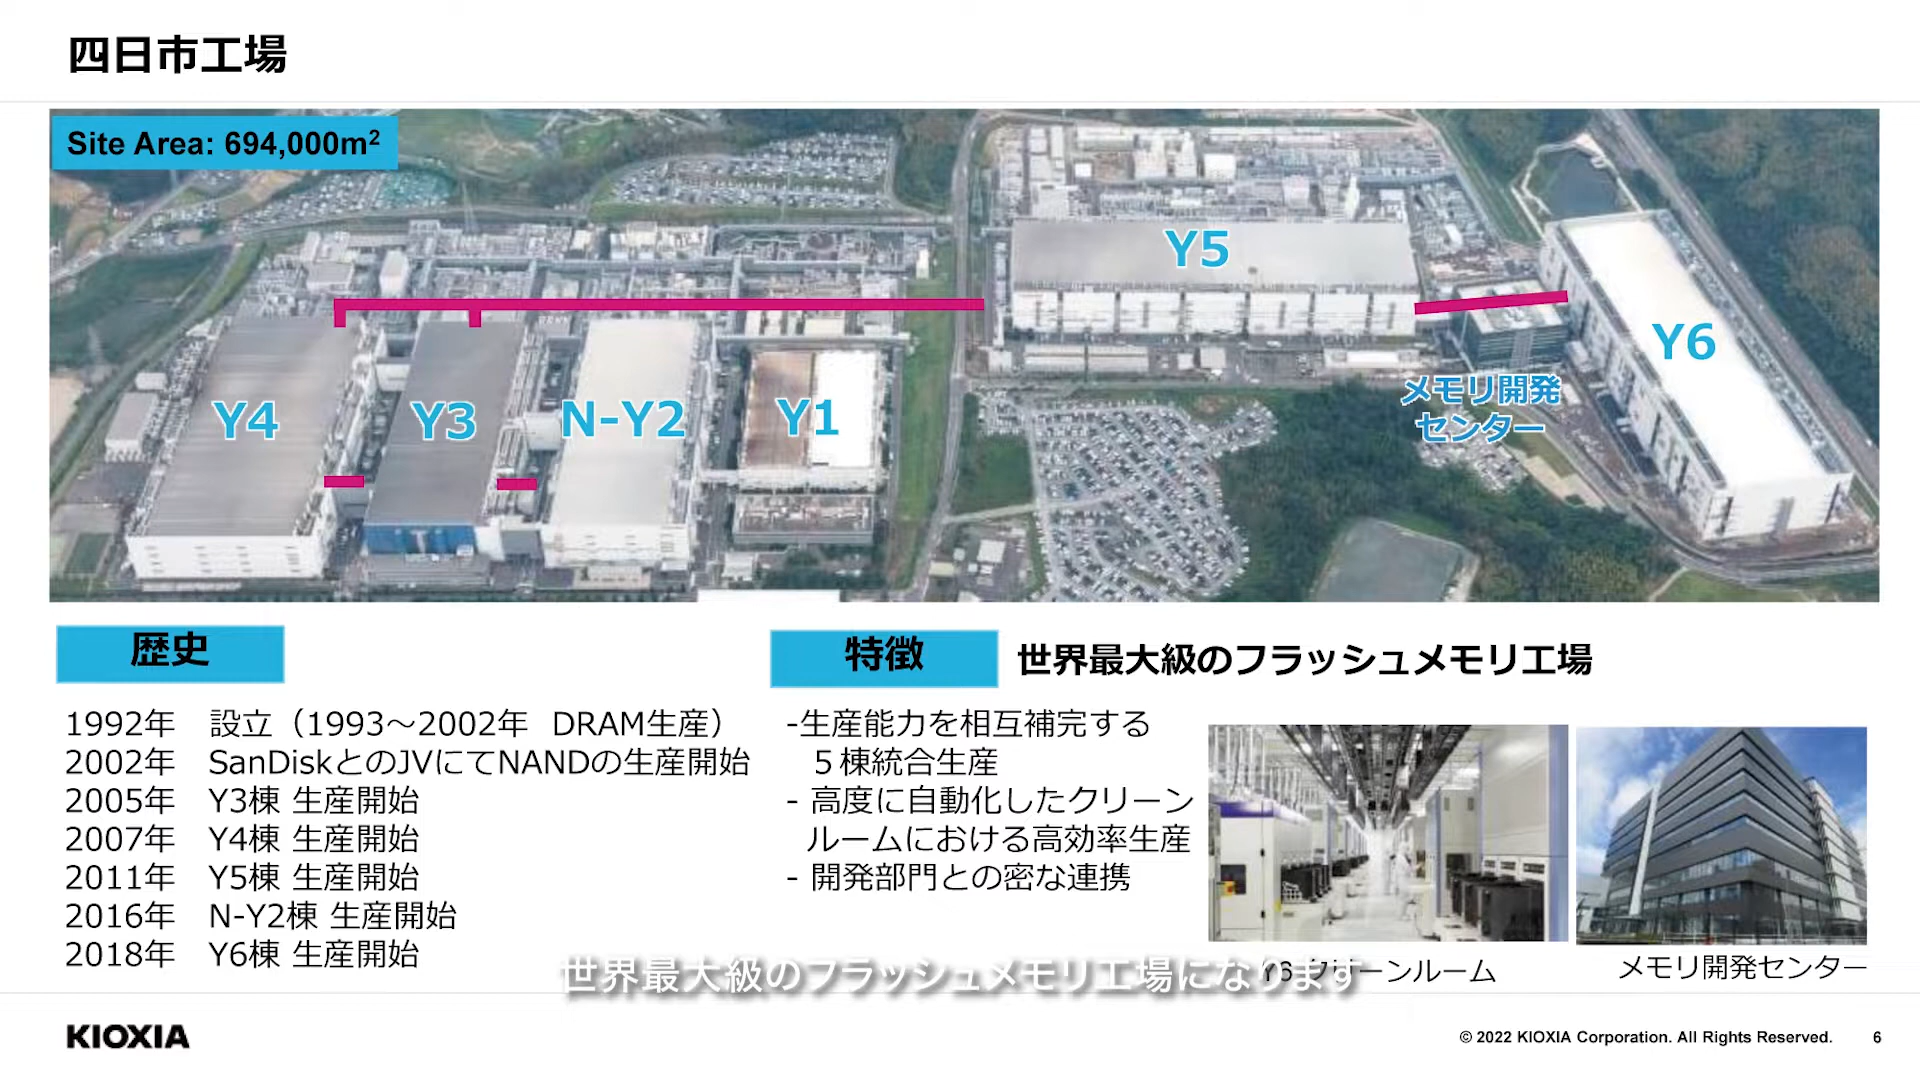 四日市工場
Site Area: 694,000m²
Y5
Y6
Y4
Y3
N-Y2
Y1
メモリ開発
センター
歴史
1992年 設立（1993～2002年 DRAM生産）
2002年 SanDiskとのJVにてNANDの生産開始
2005年 Y3棟 生産開始
2007年 Y4棟 生産開始
2011年 Y5棟 生産開始
2016年 N-Y2棟 生産開始
2018年 Y6棟 生産開始
特徴 世界最大級のフラッシュメモリ工場
-生産能力を相互補完する
５棟統合生産
- 高度に自動化したクリーン
ルームにおける高効率生産
- 開発部門との密な連携
Y6 クリーンルーム
メモリ開発センター
世界最大級のフラッシュメモリ工場になります
KIOXIA
© 2022 KIOXIA Corporation. All Rights Reserved. 6